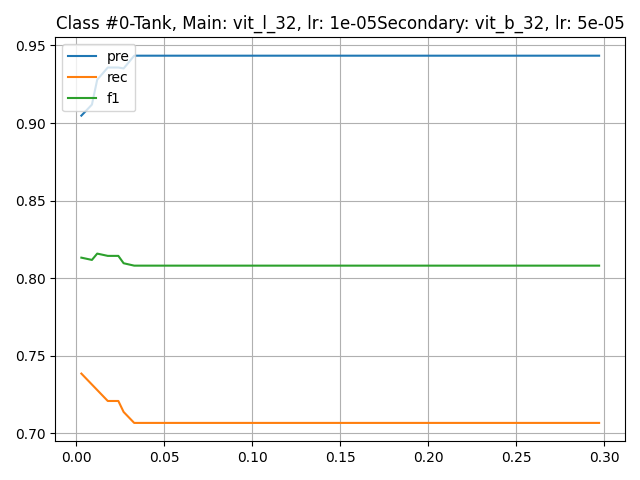 Class #0-Tank, Main: vit_l_32, lr: 1e-05Secondary: vit_b_32, lr: 5e-05
pre
rec
f1
0.95
0.90
0.85
0.80
0.75
0.70
0.00 0.05 0.10 0.15 0.20 0.25 0.30